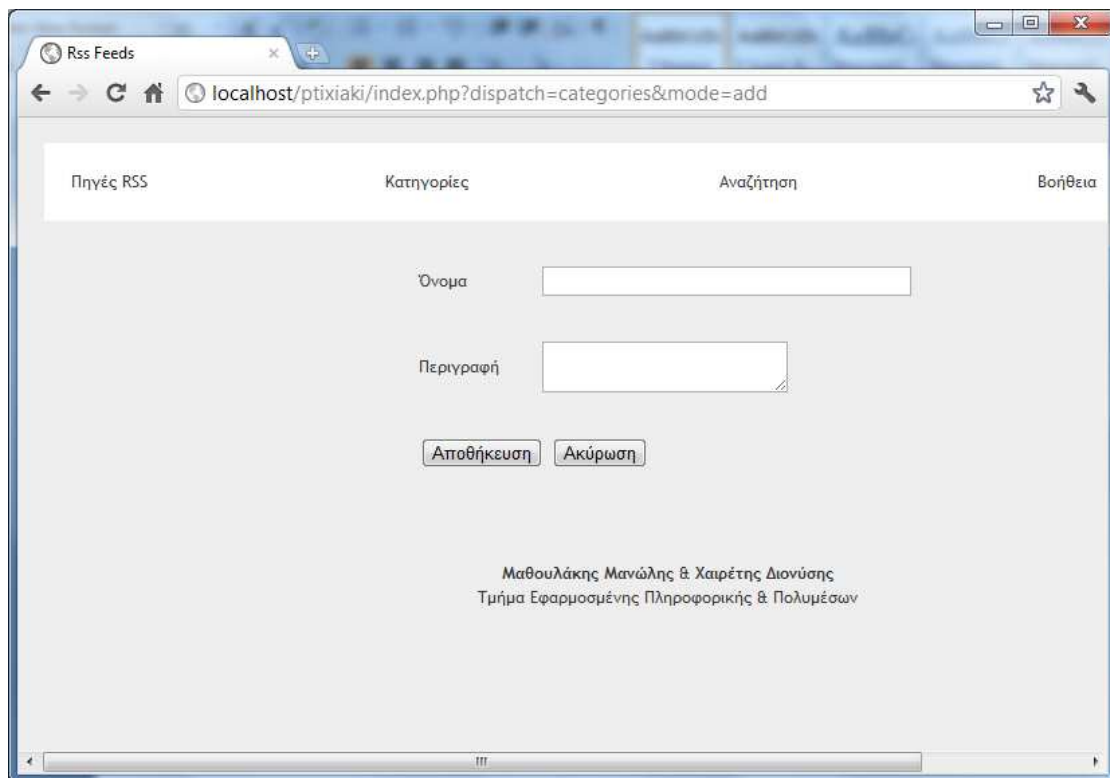 Rss Feeds
localhost/ptixiaki/index.php?dispatch=categories&mode=add
Πηγές RSS Κατηγορίες Αναζήτηση Βοήθεια
Όνομα
Περιγραφή
Αποθήκευση Ακύρωση
Μαθουλάκης Μανώλης & Χαιρέτης Διονύσης
Τμήμα Εφαρμοσμένης Πληροφορικής & Πολυμέσων